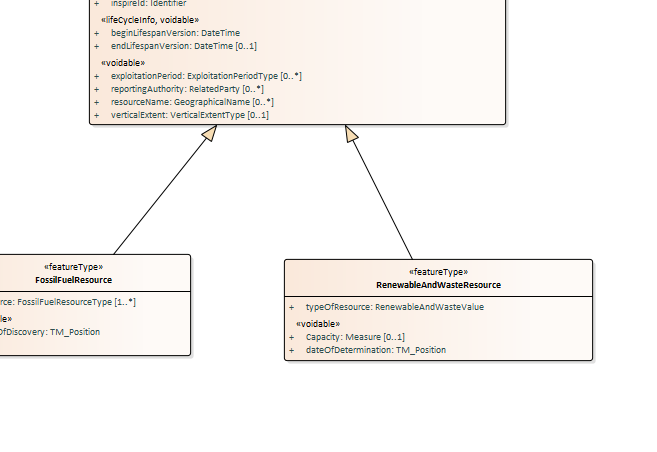 + inspireId: Identifier
«lifeCycleInfo, voidable»
+ beginLifespanVersion: DateTime
+ endLifespanVersion: DateTime [0..1]
«voidable»
+ exploitationPeriod: ExploitationPeriodType [0..*]
+ reportingAuthority: RelatedParty [0..*]
+ resourceName: GeographicalName [0..*]
+ verticalExtent: VerticalExtentType [0..1]
«featureType»
FossilFuelResource
rce: FossilFuelResourceType [1..*]
le»
ofDiscovery: TM_Position
«featureType»
RenewableAndWasteResource
+ typeOfResource: RenewableAndWasteValue
«voidable»
+ Capacity: Measure [0..1]
+ dateOfDetermination: TM_Position